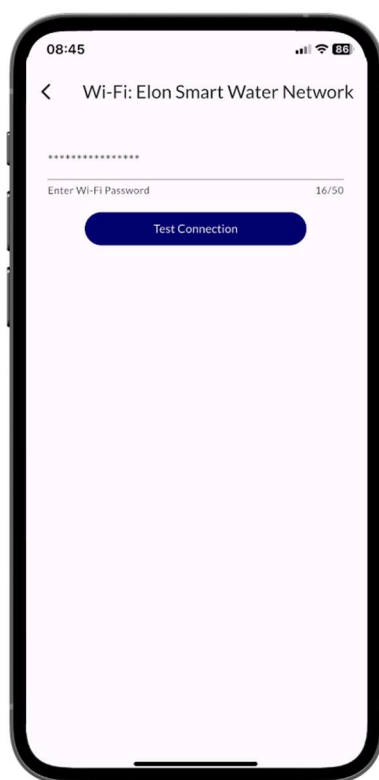 08:45 86
Wi-Fi: Elon Smart Water Network
****************
Enter Wi-Fi Password 16/50
Test Connection